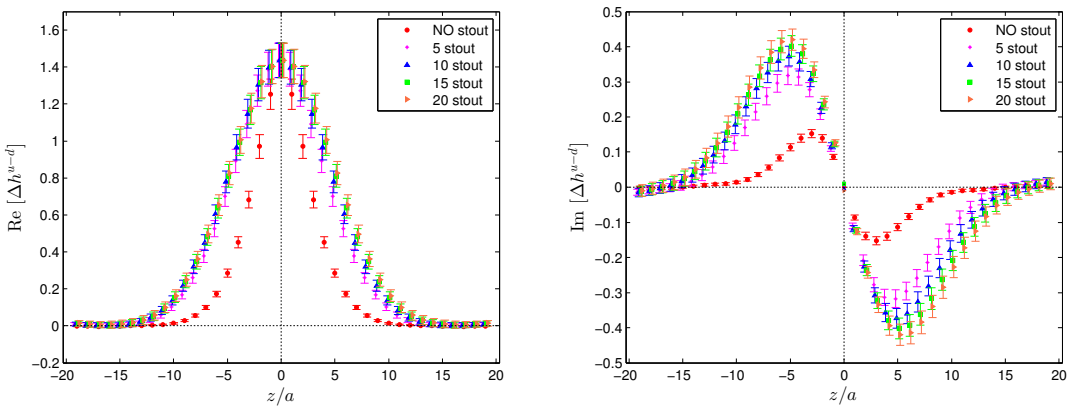 1.6
1.4
1.2
1
0.8
0.6
0.4
0.2
0
−0.2
−20
−15
−10
−5
0
5
10
15
20
z/a
Re [Δh^{u−d}]
NO stout
5 stout
10 stout
15 stout
20 stout
0.5
0.4
0.3
0.2
0.1
0
−0.1
−0.2
−0.3
−0.4
−0.5
−20
−15
−10
−5
0
5
10
15
20
z/a
Im [Δh^{u−d}]
NO stout
5 stout
10 stout
15 stout
20 stout